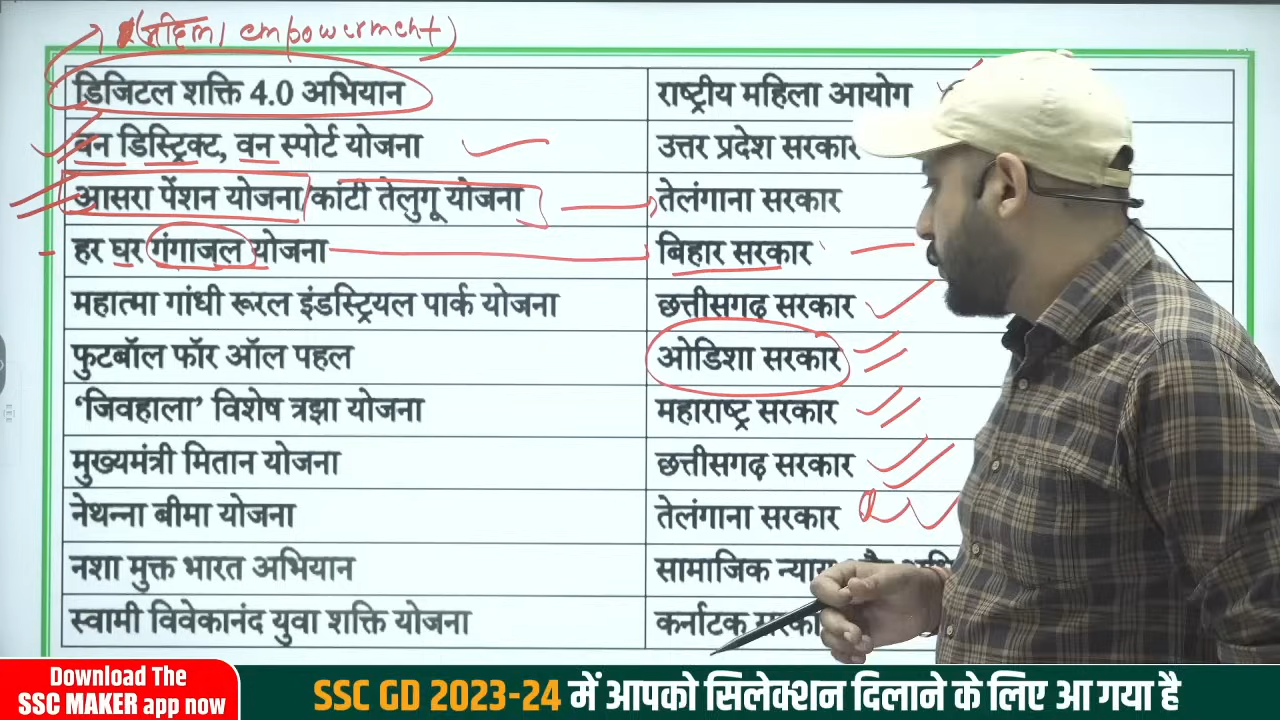 (महिला empowerment)
डिजिटल शक्ति 4.0 अभियान राष्ट्रीय महिला आयोग
वन डिस्ट्रिक्ट, वन स्पोर्ट योजना उत्तर प्रदेश सरकार
आसरा पेंशन योजना/कांटी तेलुगू योजना तेलंगाना सरकार
हर घर गंगाजल योजना बिहार सरकार
महात्मा गांधी रूरल इंडस्ट्रियल पार्क योजना छत्तीसगढ़ सरकार
फुटबॉल फॉर ऑल पहल ओडिशा सरकार
‘जिवहाला’ विशेष त्रझा योजना महाराष्ट्र सरकार
मुख्यमंत्री मितान योजना छत्तीसगढ़ सरकार
नेथन्ना बीमा योजना तेलंगाना सरकार
नशा मुक्त भारत अभियान सामाजिक न्याय
स्वामी विवेकानंद युवा शक्ति योजना कर्नाटक सरका
Download The
SSC MAKER app now
SSC GD 2023-24 में आपको सिलेक्शन दिलाने के लिए आ गया है